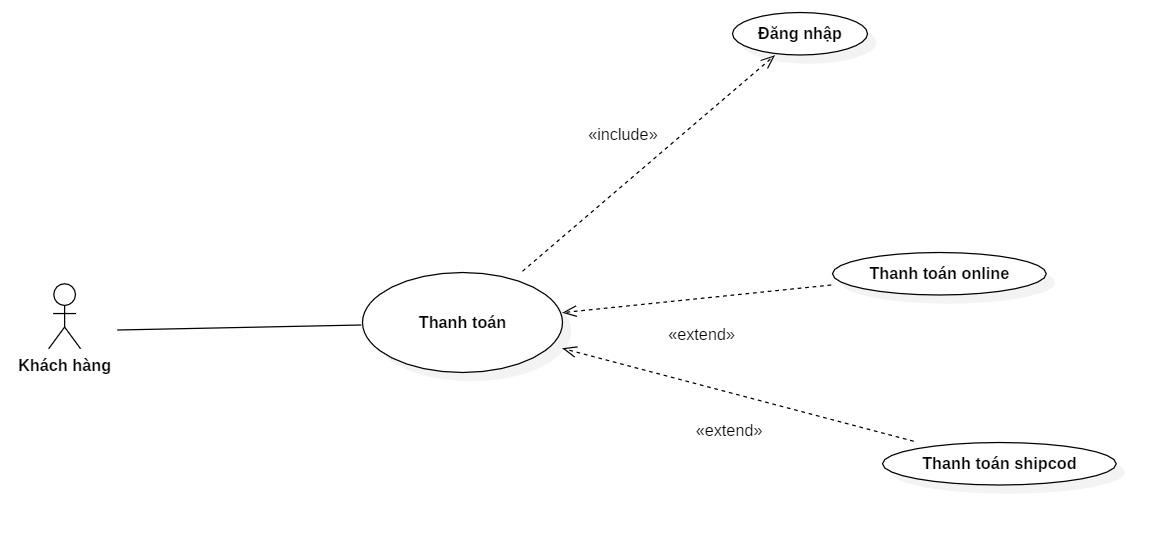 Đăng nhập
«include»
Thanh toán online
Thanh toán
«extend»
Khách hàng
«extend»
Thanh toán shipcod